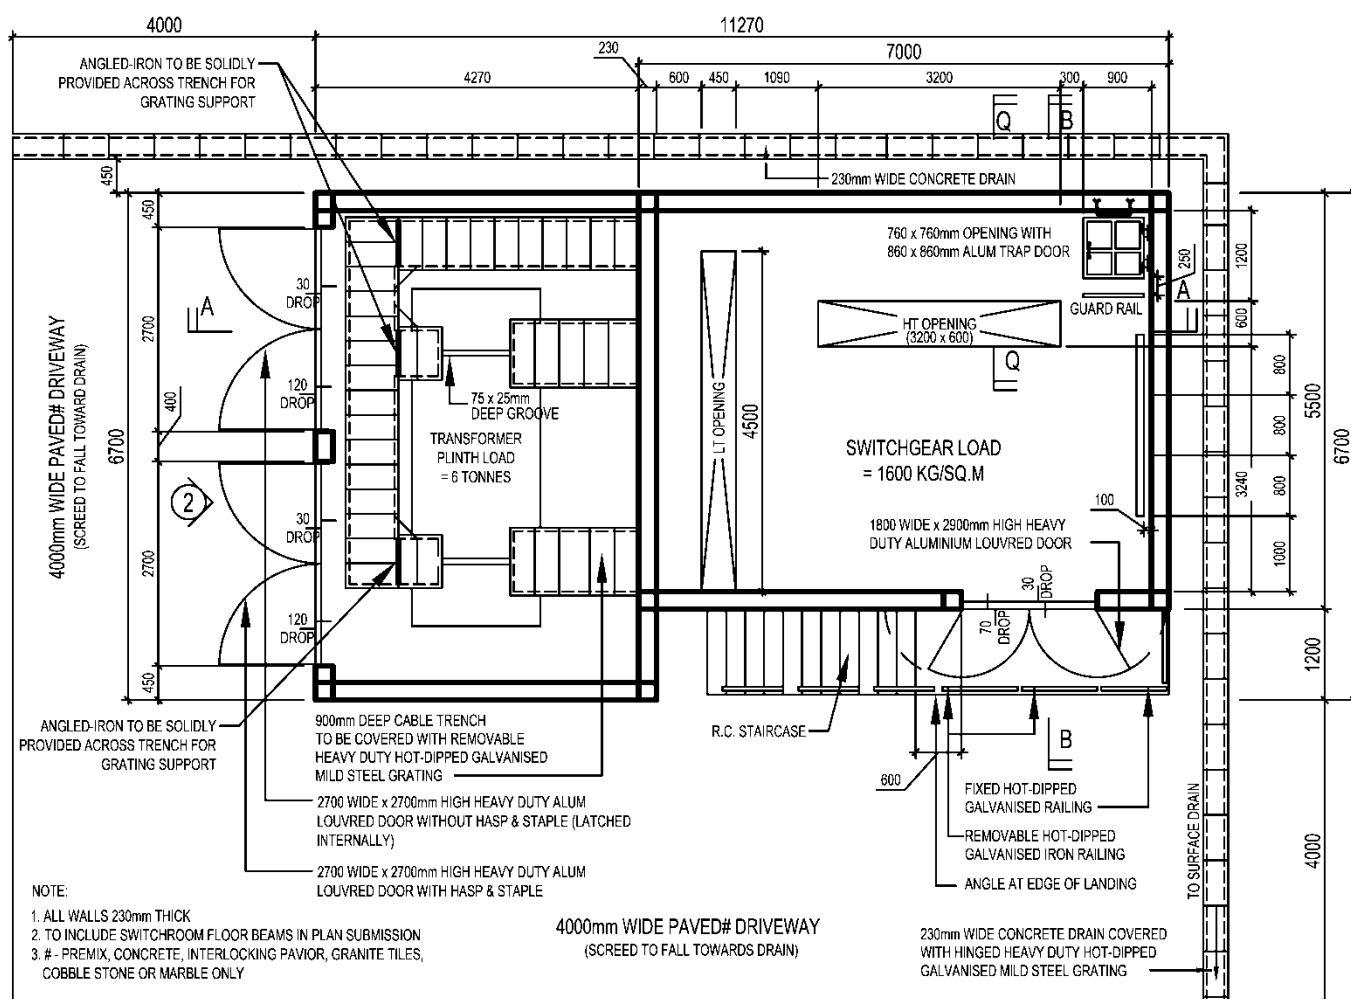 4000
11270
230
7000
ANGLED-IRON TO BE SOLIDLY
PROVIDED ACROSS TRENCH FOR
GRATING SUPPORT
4270
600
450
1090
3200
300
900
Q
B
450
230mm WIDE CONCRETE DRAIN
450
760 x 760mm OPENING WITH
860 x 860mm ALUM TRAP DOOR
250
1200
30
DROP
A
A
GUARD RAIL
HT OPENING
(3200 x 600)
600
4000mm WIDE PAVED# DRIVEWAY
(SCREED TO FALL TOWARD DRAIN)
6700
2700
400
120
DROP
75 x 25mm
DEEP GROOVE
Q
800
5500
6700
LT OPENING
4500
TRANSFORMER
PLINTH LOAD
= 6 TONNES
SWITCHGEAR LOAD
= 1600 KG/SQ.M
800
3240
800
2
100
30
DROP
1800 WIDE x 2900mm HIGH HEAVY
DUTY ALUMINIUM LOUVRED DOOR
2700
1000
30
DROP
70
DROP
120
DROP
1200
450
ANGLED-IRON TO BE SOLIDLY
PROVIDED ACROSS TRENCH FOR
GRATING SUPPORT
900mm DEEP CABLE TRENCH
TO BE COVERED WITH REMOVABLE
HEAVY DUTY HOT-DIPPED GALVANISED
MILD STEEL GRATING
R.C. STAIRCASE
B
600
FIXED HOT-DIPPED
GALVANISED RAILING
2700 WIDE x 2700mm HIGH HEAVY DUTY ALUM
LOUVRED DOOR WITHOUT HASP & STAPLE (LATCHED
INTERNALLY)
REMOVABLE HOT-DIPPED
GALVANISED IRON RAILING
TO SURFACE DRAIN
4000
2700 WIDE x 2700mm HIGH HEAVY DUTY ALUM
LOUVRED DOOR WITH HASP & STAPLE
ANGLE AT EDGE OF LANDING
NOTE:
1. ALL WALLS 230mm THICK
2. TO INCLUDE SWITCHROOM FLOOR BEAMS IN PLAN SUBMISSION
3. # - PREMIX, CONCRETE, INTERLOCKING PAVIOR, GRANITE TILES,
COBBLE STONE OR MARBLE ONLY
4000mm WIDE PAVED# DRIVEWAY
(SCREED TO FALL TOWARDS DRAIN)
230mm WIDE CONCRETE DRAIN COVERED
WITH HINGED HEAVY DUTY HOT-DIPPED
GALVANISED MILD STEEL GRATING